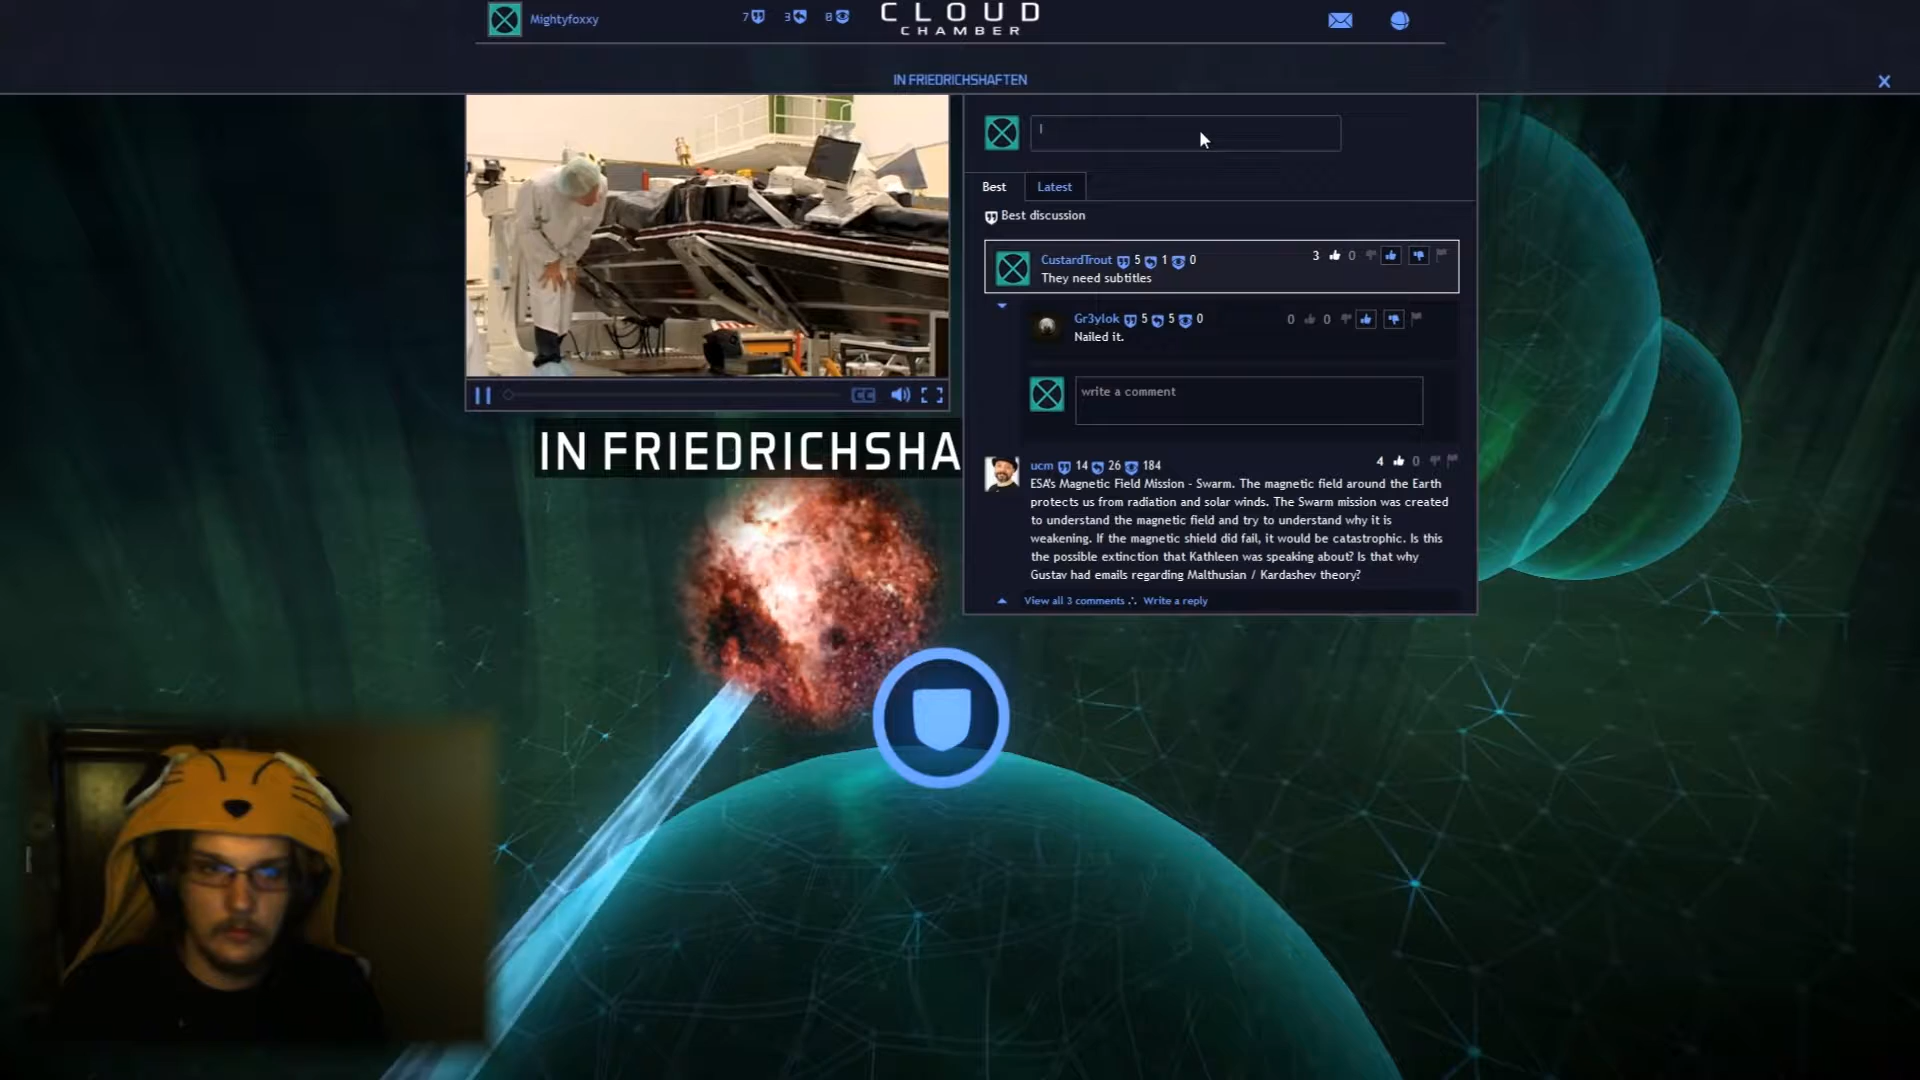 Mightyfoxxy
7 3 8
CLOUD
CHAMBER
IN FRIEDRICHSHAFTEN
Best
Latest
Best discussion
CustardTrout 5 1 0
3 0
They need subtitles
Gr3ylok 5 5 0
0 0
Nailed it.
write a comment
CC
IN FRIEDRICHSHA
ucm 14 26 184
4 0
ESA's Magnetic Field Mission - Swarm. The magnetic field around the Earth
protects us from radiation and solar winds. The Swarm mission was created
to understand the magnetic field and try to understand why it is
weakening. If the magnetic shield did fail, it would be catastrophic. Is this
the possible extinction that Kathleen was speaking about? Is that why
Gustav had emails regarding Malthusian / Kardashev theory?
View all 3 comments ∴ Write a reply